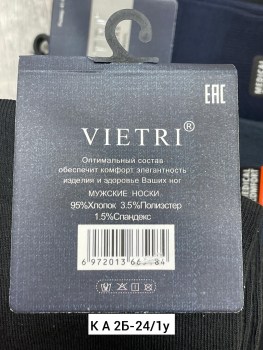 EAC
VIETRI®
Оптимальный состав
обеспечит комфорт элегантность
изделия и здоровье Ваших ног
МУЖСКИЕ НОСКИ
95%Хлопок 3.5%Полиэстер
1.5%Спандекс
К А 2Б-24/1у
MEDICAL